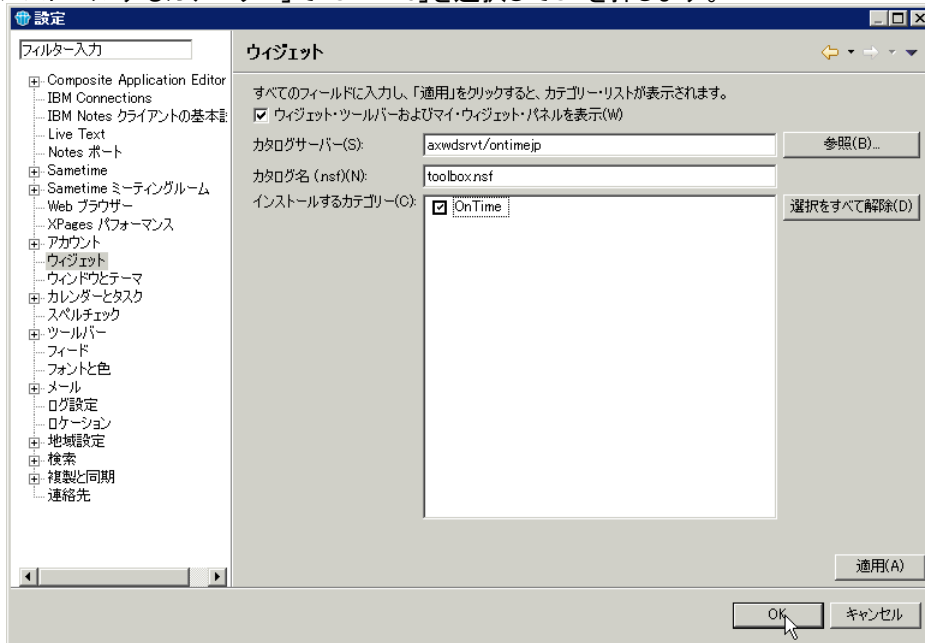 設定
フィルター入力
Composite Application Editor
IBM Connections
IBM Notes クライアントの基本
Live Text
Notes ポート
Sametime
Sametime ミーティングルーム
Web ブラウザー
XPages パフォーマンス
アカウント
ウィジェット
ウィンドウとテーマ
カレンダーとタスク
スペルチェック
ツールバー
フィード
フォントと色
メール
ログ設定
ロケーション
地域設定
検索
複製と同期
連絡先
ウィジェット
すべてのフィールドに入力し、「適用」をクリックすると、カテゴリー・リストが表示されます。
ウィジェット・ツールバーおよびマイ・ウィジェット・パネルを表示(W)
カタログサーバー(S): axwdsrvt/ontimejp 参照(B)...
カタログ名 (.nsf)(N): toolbox.nsf
インストールするカテゴリー(C): OnTime 選択をすべて解除(D)
適用(A)
OK キャンセル